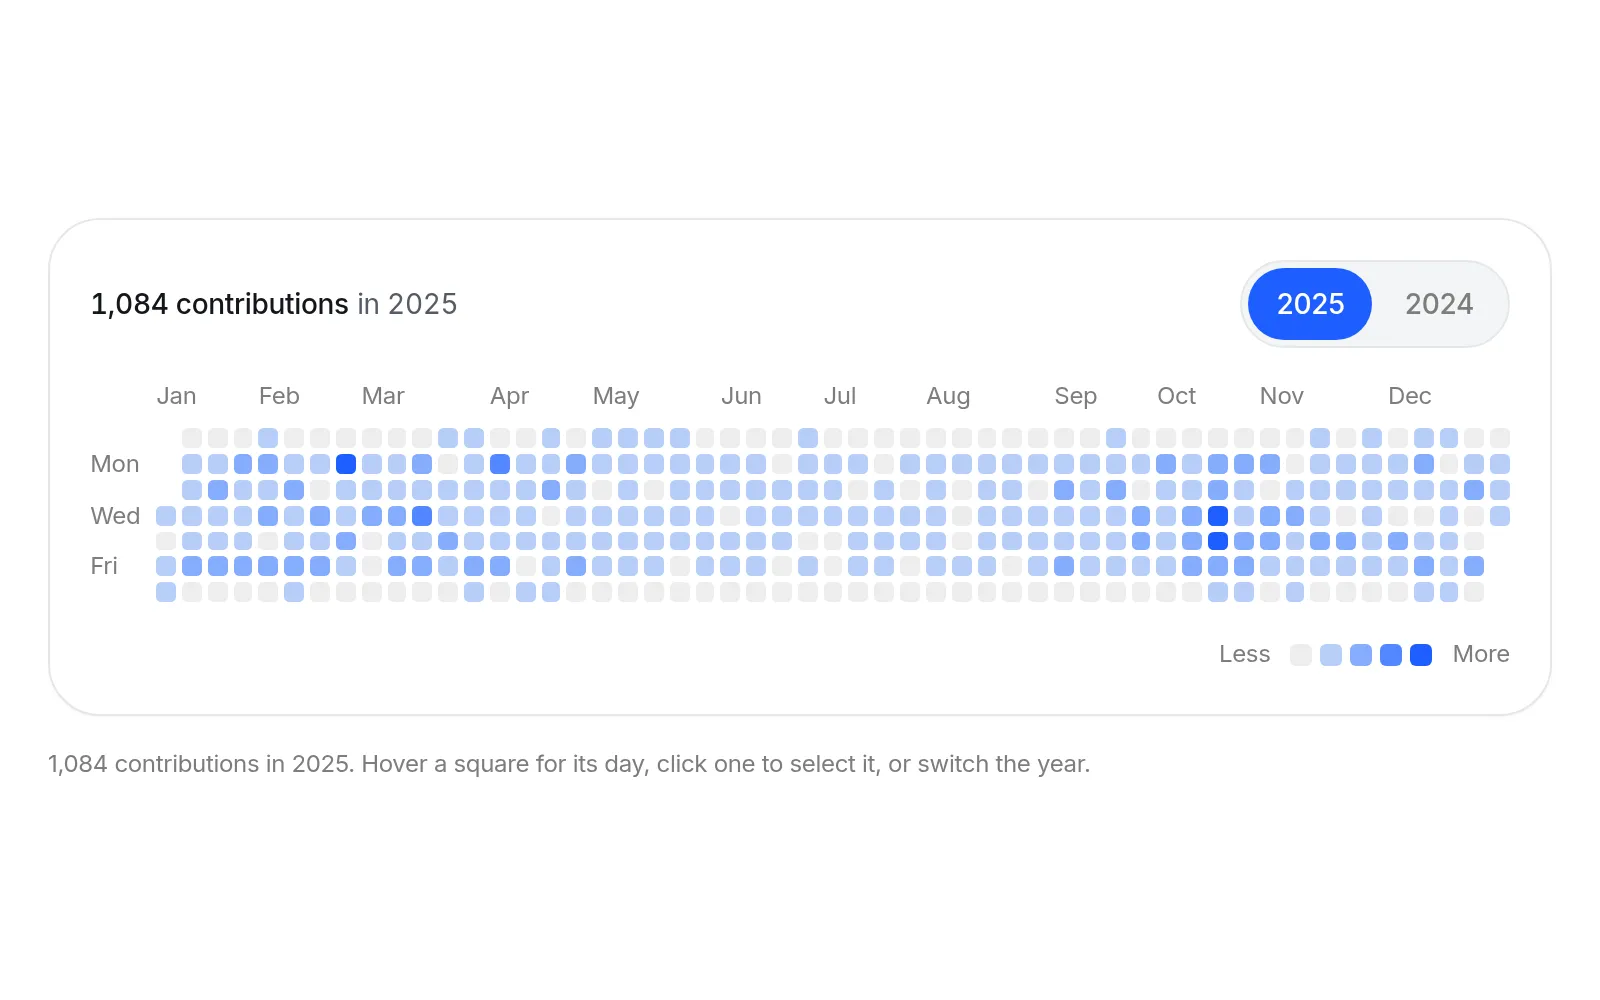 1,084 contributions in 2025
2025 2024
Jan Feb Mar Apr May Jun Jul Aug Sep Oct Nov Dec
Mon
Wed
Fri
Less More
1,084 contributions in 2025. Hover a square for its day, click one to select it, or switch the year.